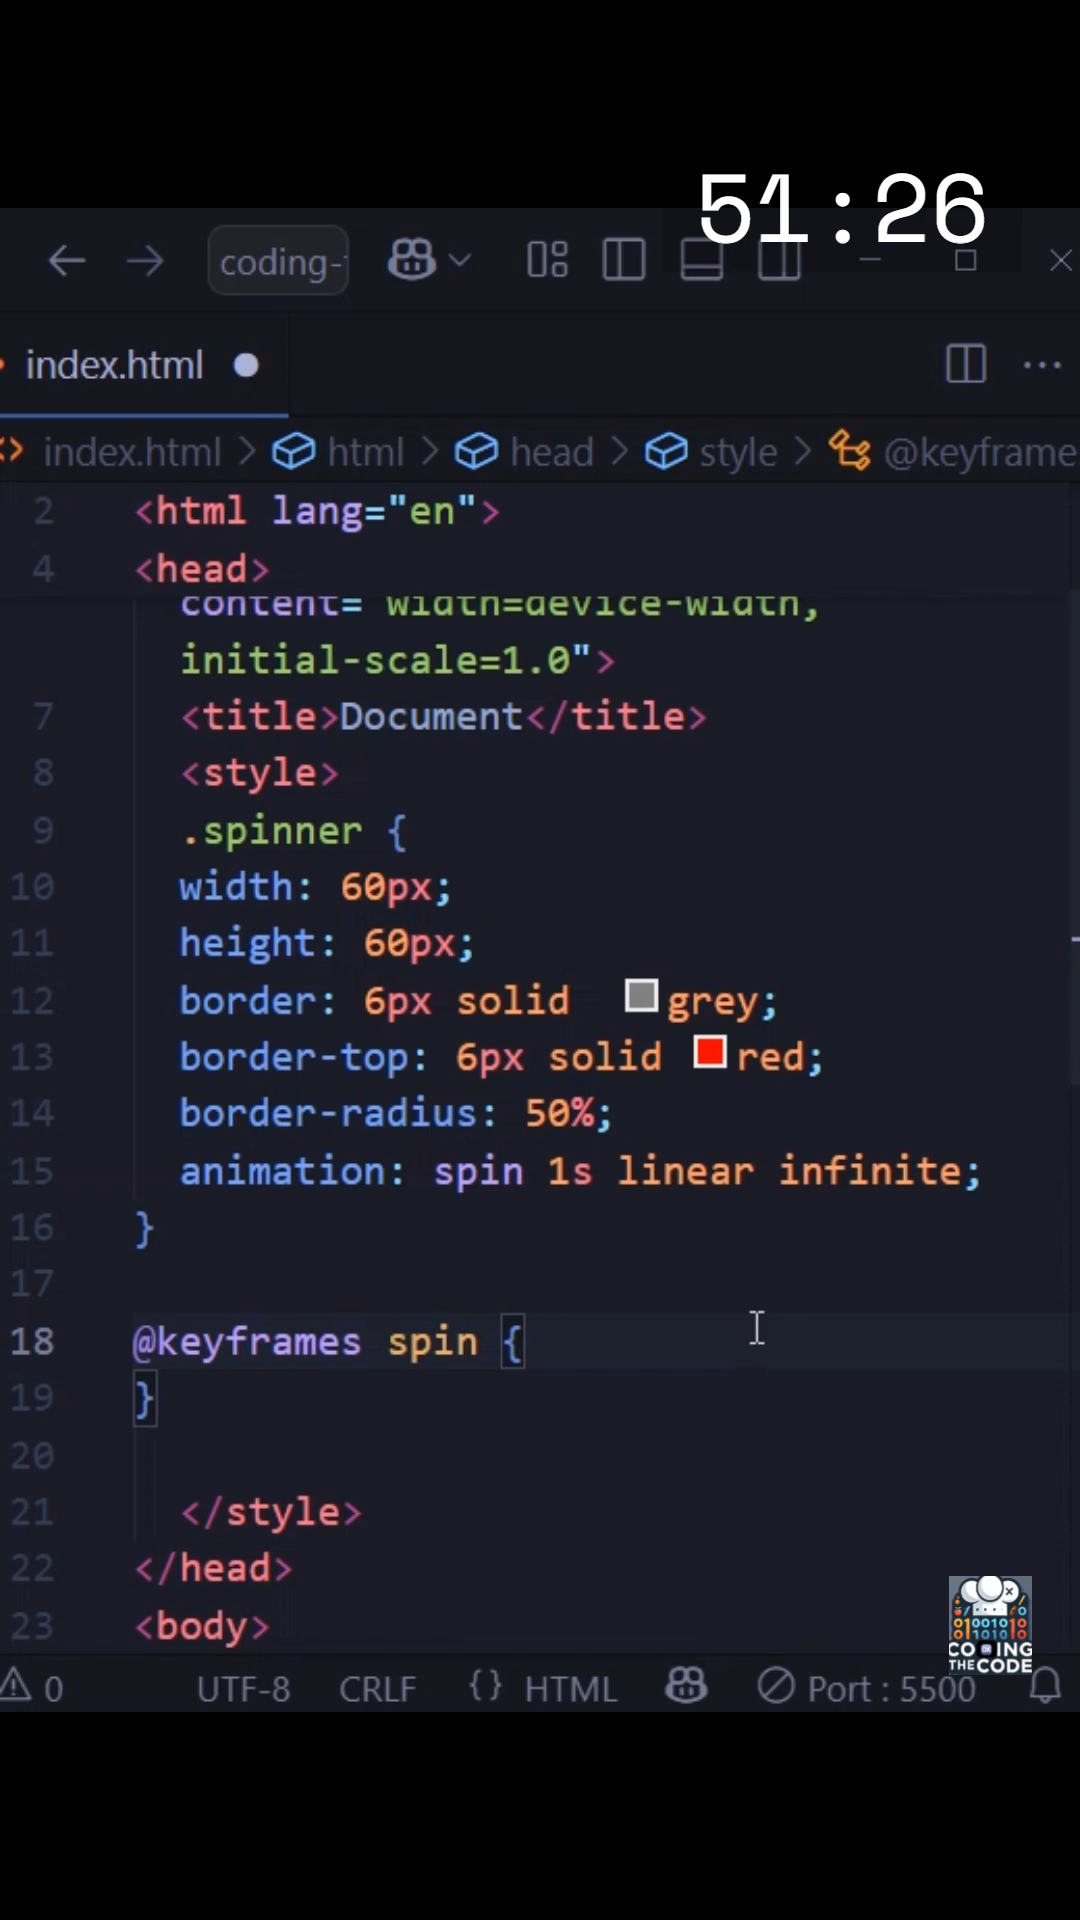 51:26
coding-
index.html
index.html > html > head > style > @keyframe
2 <html lang="en">
4 <head>
content="width=device-width,
initial-scale=1.0">
7 <title>Document</title>
8 <style>
9 .spinner {
10 width: 60px;
11 height: 60px;
12 border: 6px solid grey;
13 border-top: 6px solid red;
14 border-radius: 50%;
15 animation: spin 1s linear infinite;
16 }
17
18 @keyframes spin {
19 }
20
21 </style>
22 </head>
23 <body>
CODING
THE CODE
0 UTF-8 CRLF {} HTML Port : 5500